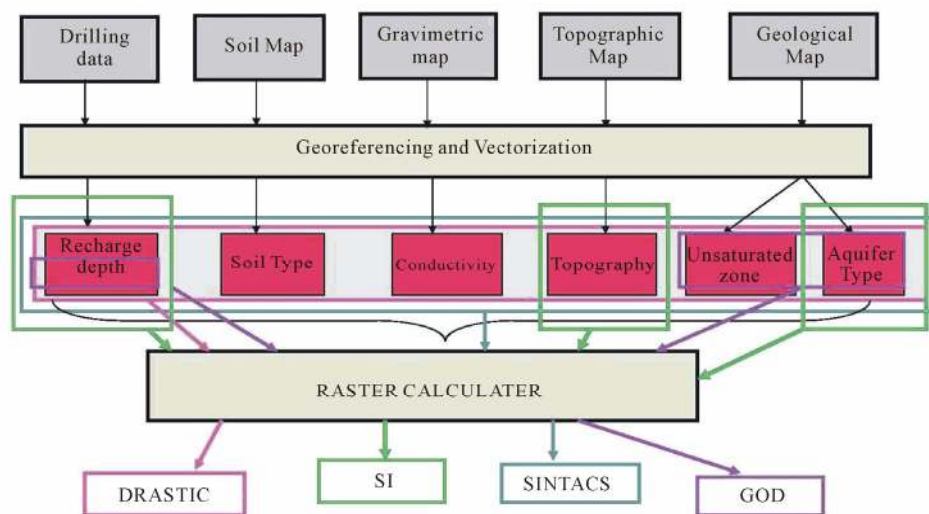 Drilling
data
Soil Map
Gravimetric
map
Topographic
Map
Geological
Map
Georeferencing and Vectorization
Recharge
depth
Soil Type
Conductivity
Topography
Unsaturated
zone
Aquifer
Type
RASTER CALCULATER
DRASTIC
SI
SINTACS
GOD